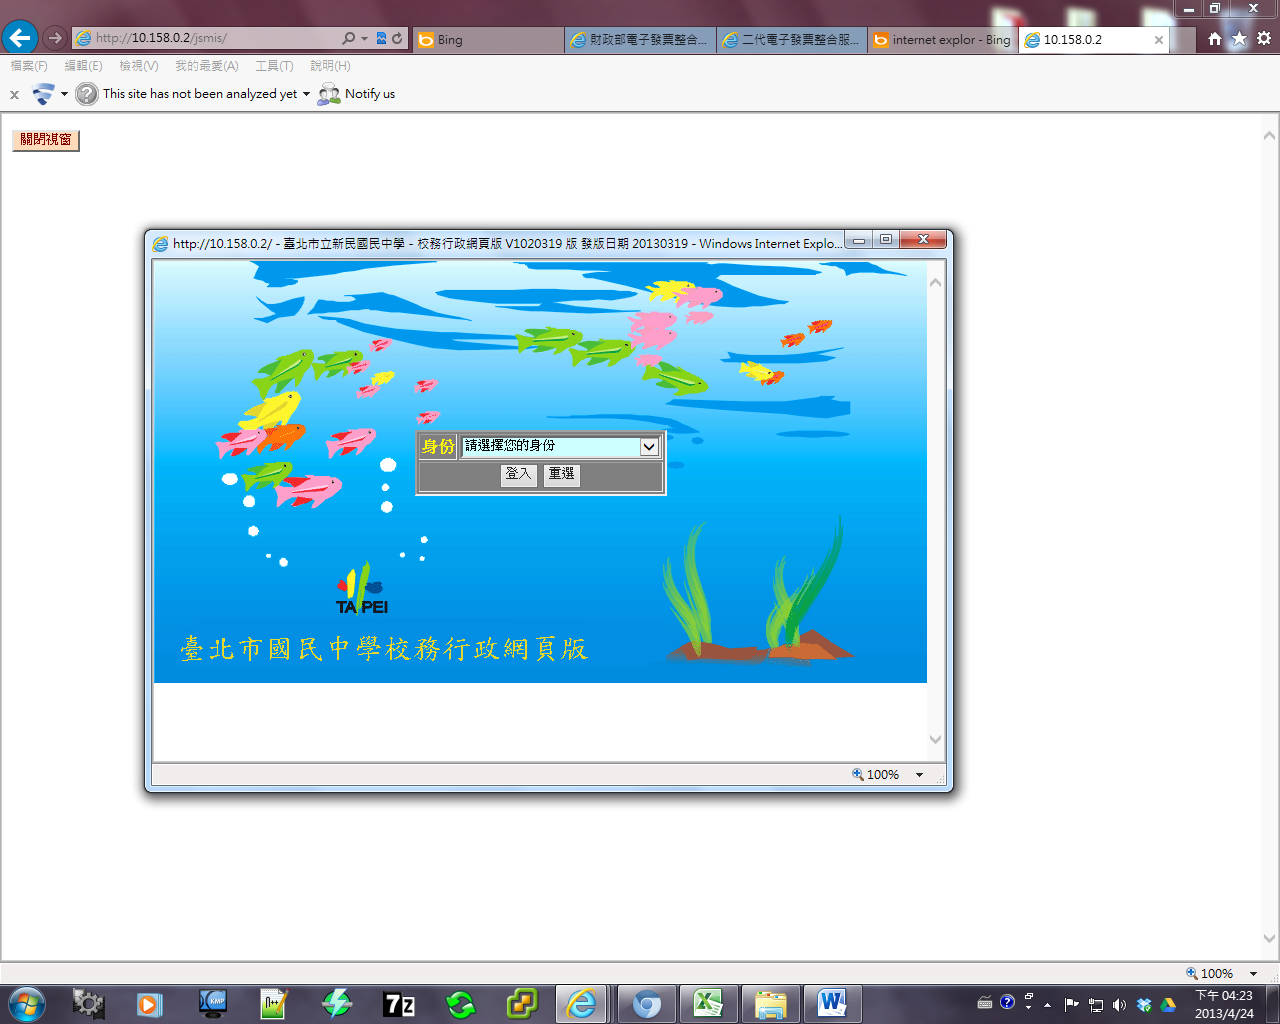 http://10.158.0.2/jsmis/
Bing
財政部電子發票整合...
二代電子發票整合服...
internet explor - Bing
10.158.0.2
檔案(F) 編輯(E) 檢視(V) 我的最愛(A) 工具(T) 說明(H)
x This site has not been analyzed yet Notify us
關閉視窗
http://10.158.0.2/ - 臺北市立新民國民中學 - 校務行政網頁版 V1020319 版 發版日期 20130319 - Windows Internet Explo...
身份 請選擇您的身份
登入 重選
TAIPEI
臺北市國民中學校務行政網頁版
100%
100%
KMP
n++
7z
下午 04:23
2013/4/24